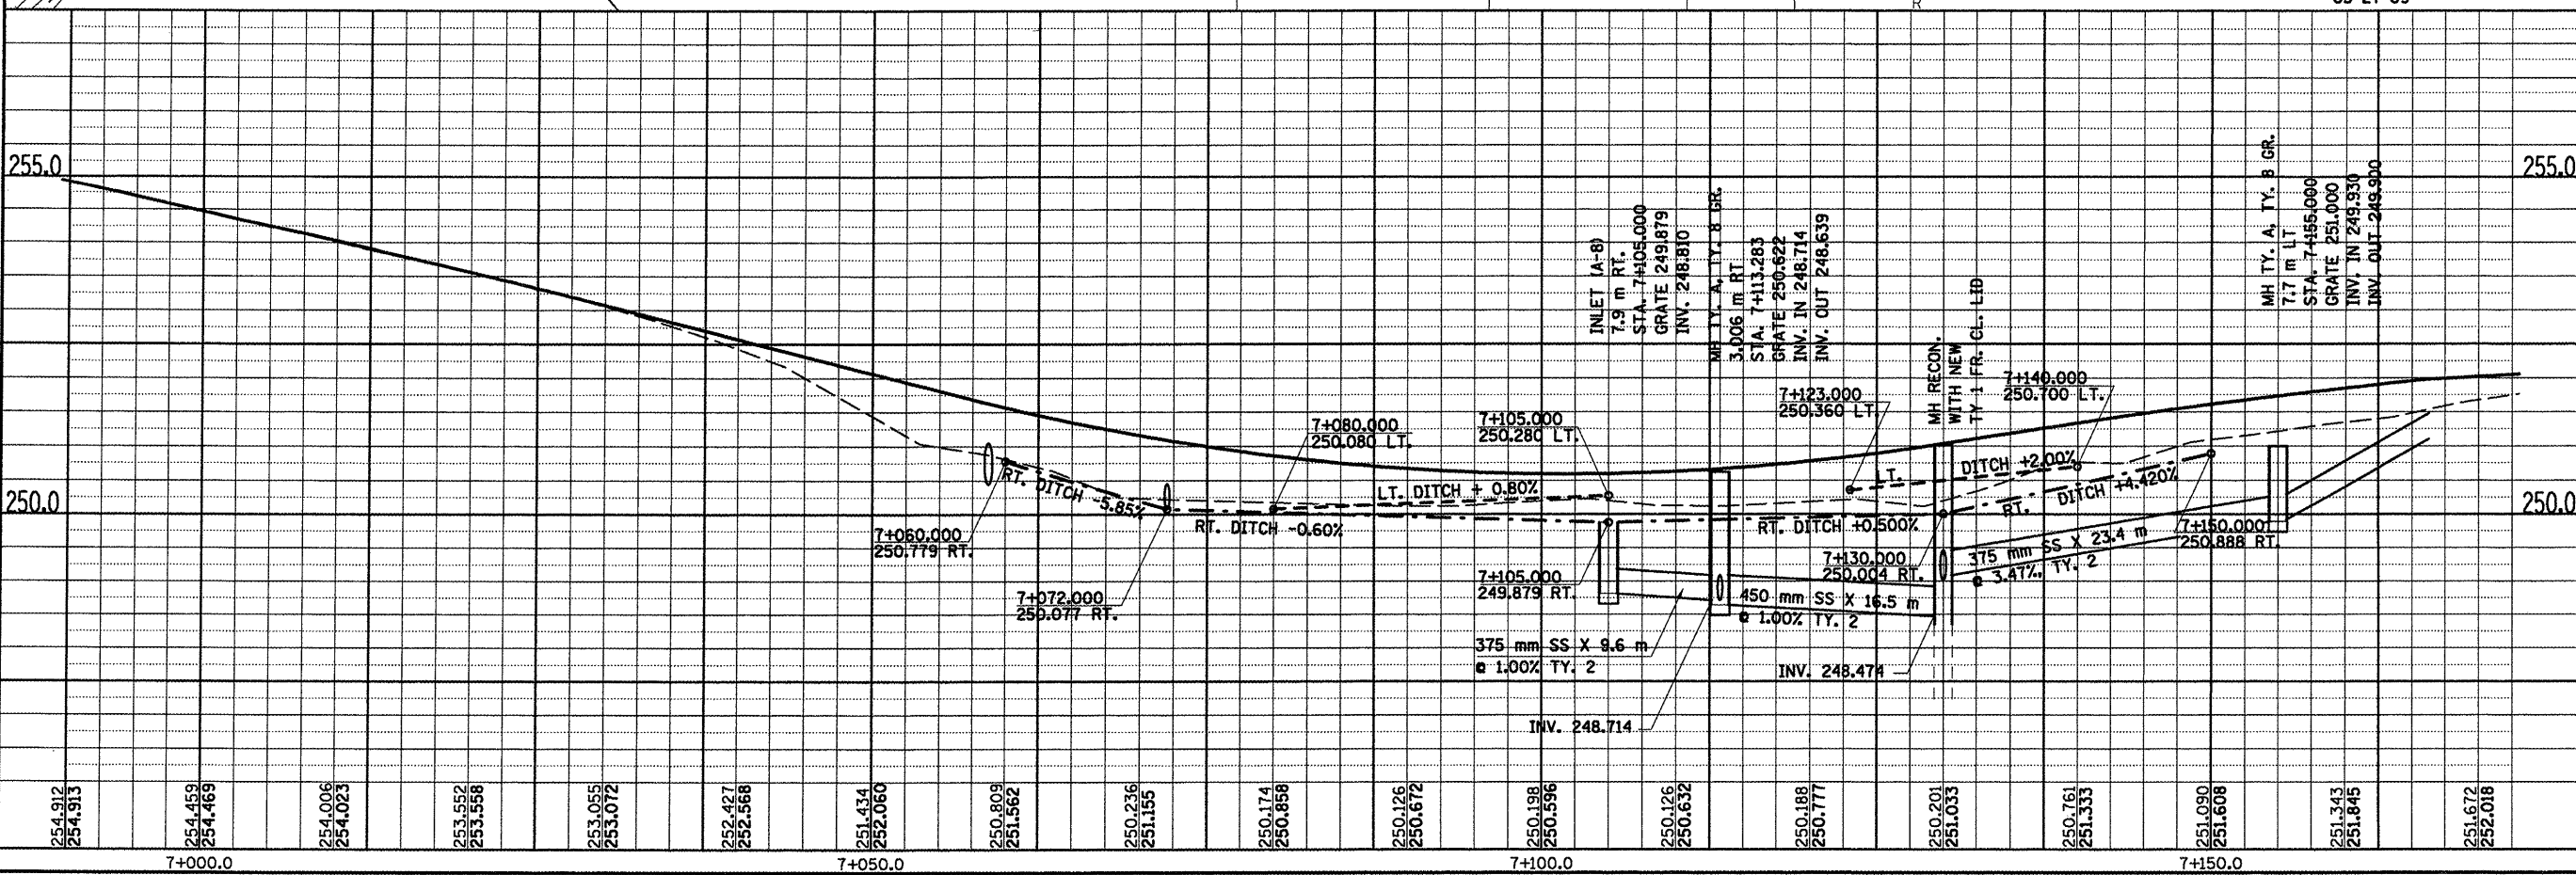 255.0
255.0
250.0
250.0
INLET (A-8)
7.9 m RT.
STA. 7+105.000
GRATE 249.879
INV. 248.810
MH TY. A, TY. 8 GR.
3.006 m RT
STA. 7+113.283
GRATE 250.622
INV. IN 248.714
INV. OUT 248.639
MH RECON.
WITH NEW
TY 1 FR. CL. LID
MH TY. A, TY. 8 GR.
7.7 m LT
STA. 7+155.000
GRATE 251.000
INV. IN 249.930
INV. OUT 249.900
7+080.000
250.080 LT.
7+105.000
250.280 LT.
7+123.000
250.360 LT.
7+140.000
250.700 LT.
RT. DITCH -5.85%
LT. DITCH + 0.80%
LT. DITCH +2.00%
RT. DITCH +4.420%
RT. DITCH -0.60%
RT. DITCH +0.500%
7+060.000
250.779 RT.
7+072.000
250.077 RT.
7+105.000
249.879 RT.
7+130.000
250.004 RT.
7+150.000
250.888 RT.
375 mm SS X 23.4 m
@ 3.47%, TY. 2
450 mm SS X 16.5 m
@ 1.00% TY. 2
375 mm SS X 9.6 m
@ 1.00% TY. 2
INV. 248.474
INV. 248.714
254.912
254.913
254.459
254.469
254.006
254.023
253.552
253.558
253.055
253.072
252.427
252.568
251.434
252.060
250.809
251.562
250.236
251.155
250.174
250.858
250.126
250.672
250.198
250.596
250.126
250.632
250.188
250.777
250.201
251.033
250.761
251.333
251.090
251.608
251.343
251.845
251.672
252.018
7+000.0
7+050.0
7+100.0
7+150.0